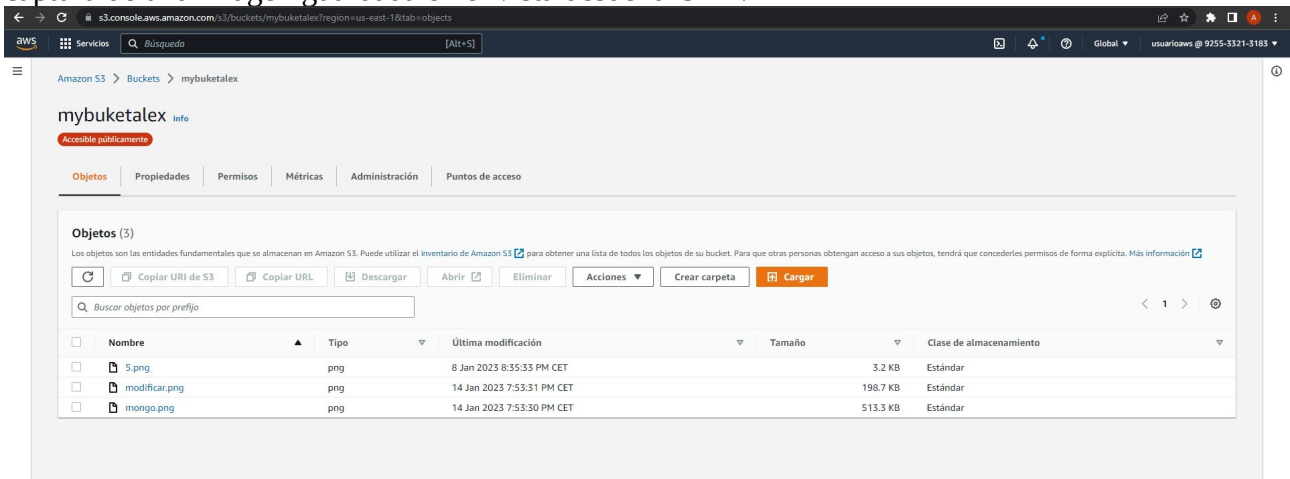 s3.console.aws.amazon.com/s3/buckets/mybuketalex?region=us-east-1&tab=objects
A
aws Servicios Búsqueda [Alt+S] Global ▼ usuarioaws @ 9255-3321-3183 ▼
Amazon S3 > Buckets > mybuketalex
mybuketalex Info
Accesible públicamente
Objetos Propiedades Permisos Métricas Administración Puntos de acceso
Objetos (3)
Los objetos son las entidades fundamentales que se almacenan en Amazon S3. Puede utilizar el inventario de Amazon S3 para obtener una lista de todos los objetos de su bucket. Para que otras personas obtengan acceso a sus objetos, tendrá que concederles permisos de forma explícita. Más información
Copiar URI de S3 Copiar URL Descargar Abrir Eliminar Acciones ▼ Crear carpeta Cargar
Buscar objetos por prefijo < 1 >
Nombre ▲ Tipo Última modificación Tamaño Clase de almacenamiento
5.png png 8 Jan 2023 8:35:33 PM CET 3.2 KB Estándar
modificar.png png 14 Jan 2023 7:53:31 PM CET 198.7 KB Estándar
mongo.png png 14 Jan 2023 7:53:30 PM CET 513.3 KB Estándar